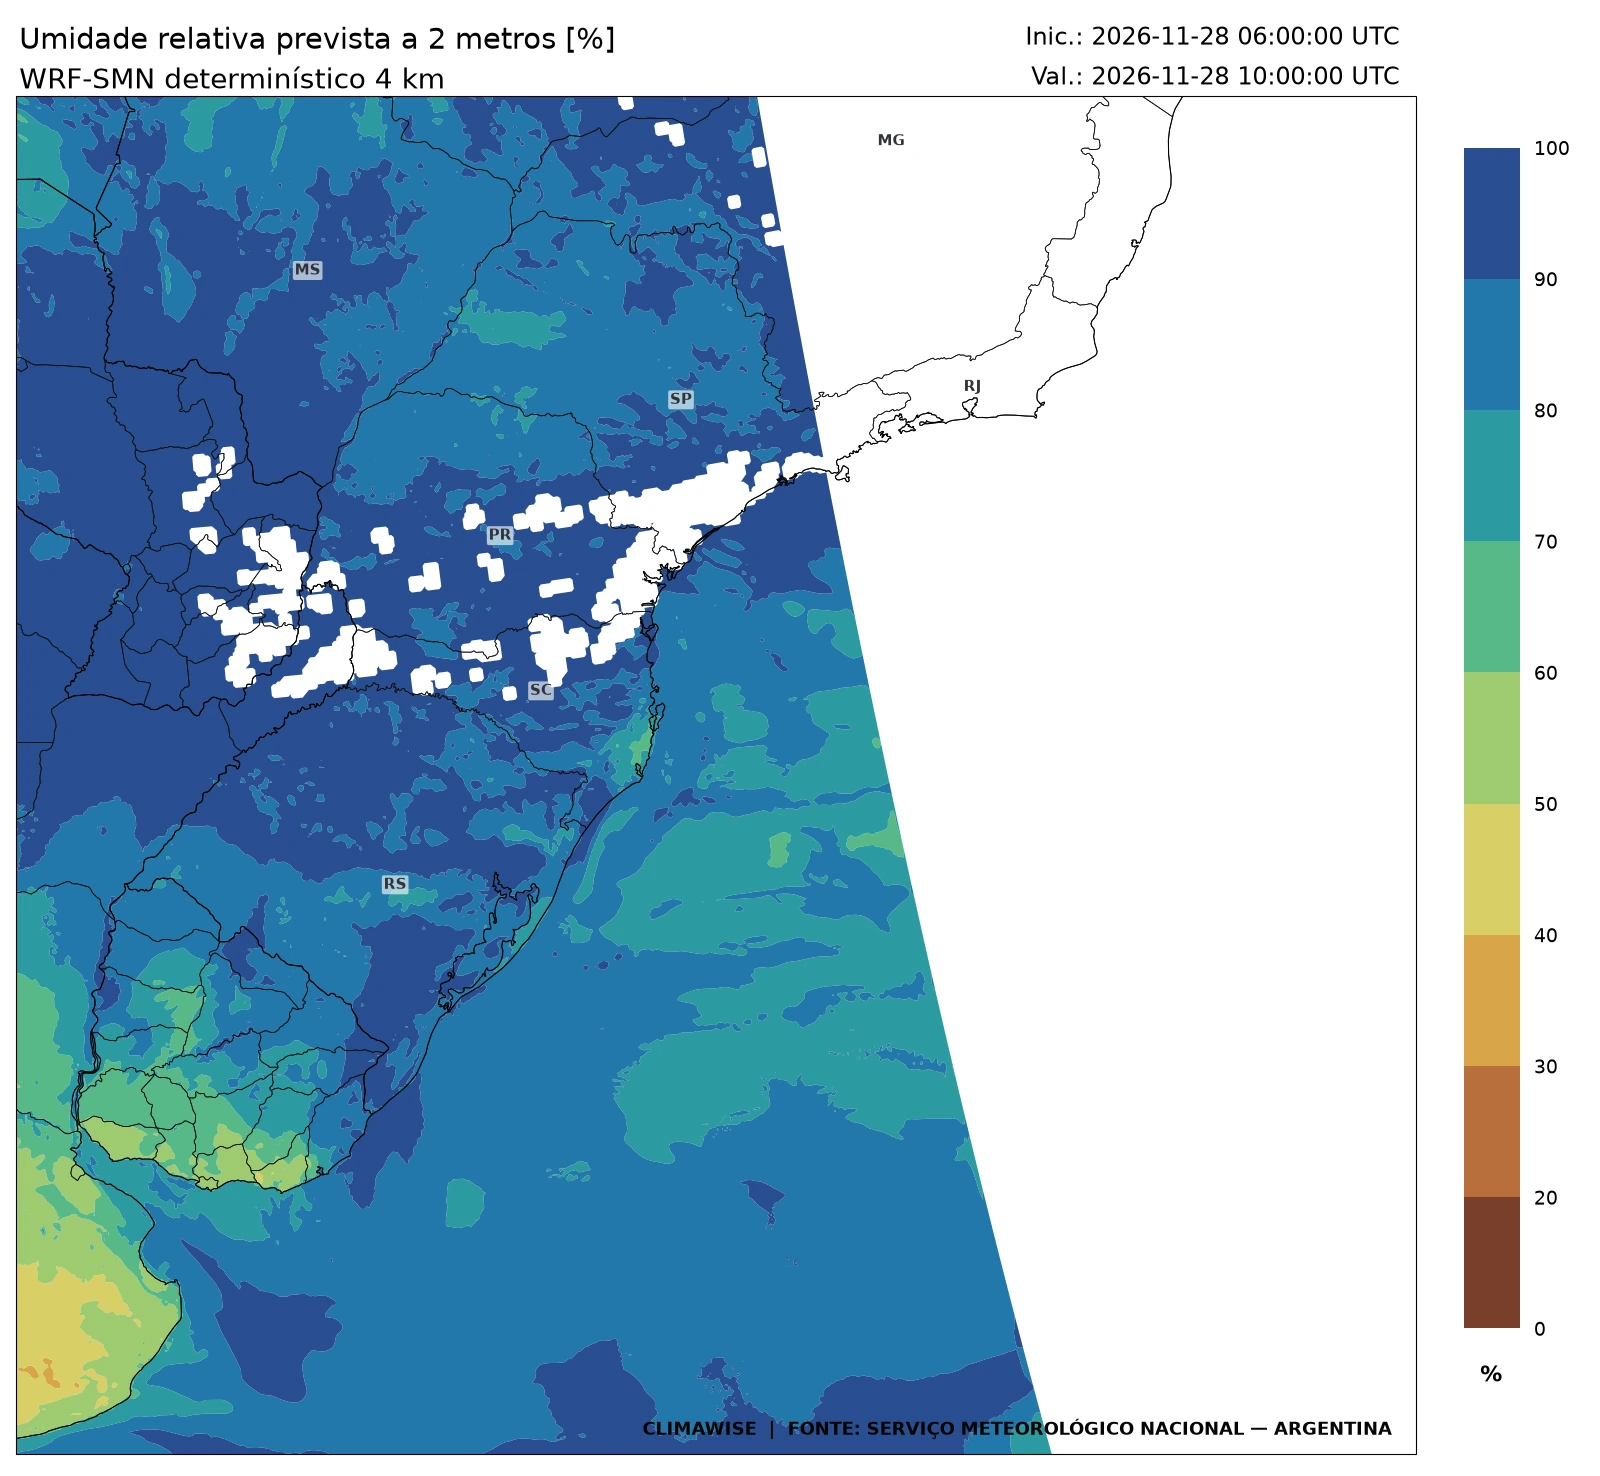 Umidade relativa prevista a 2 metros [%]
WRF-SMN determinístico 4 km
Inic.: 2026-11-28 06:00:00 UTC
Val.: 2026-11-28 10:00:00 UTC
MG
MS
RJ
SP
PR
SC
RS
100
90
80
70
60
50
40
30
20
0
%
CLIMAWISE | FONTE: SERVIÇO METEOROLÓGICO NACIONAL — ARGENTINA